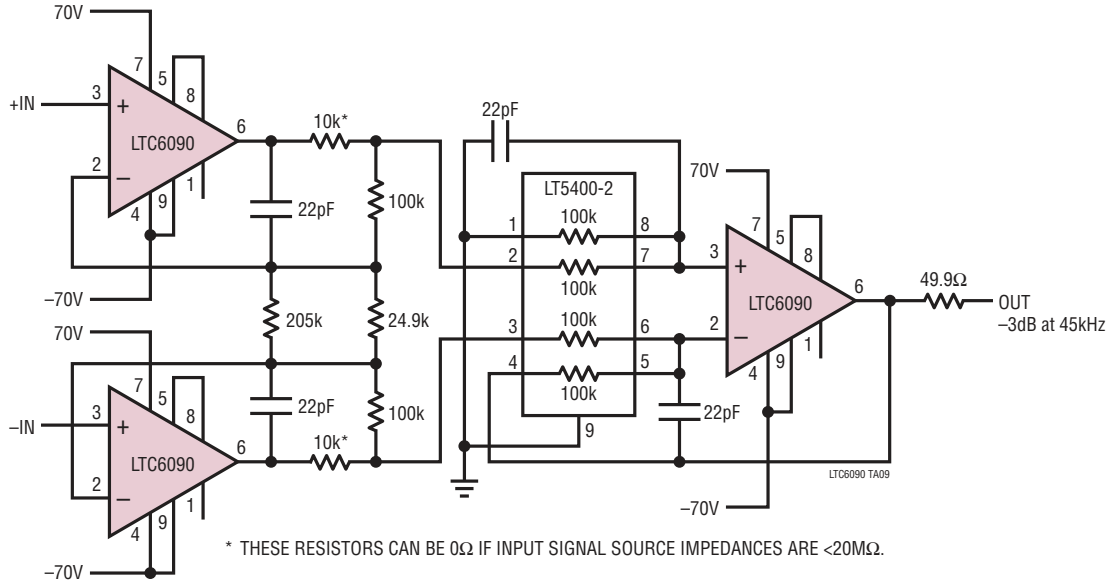 70V
7
5
8
+IN
3
+
LTC6090
6
10k*
2
–
4
9
1
22pF
100k
–70V
205k
24.9k
70V
7
5
8
–IN
3
+
LTC6090
6
22pF
100k
10k*
2
–
4
9
1
–70V
22pF
LT5400-2
1
100k
8
2
100k
7
3
100k
6
4
100k
5
9
22pF
70V
7
5
8
3
+
LTC6090
6
49.9Ω
OUT
–3dB at 45kHz
2
–
4
9
1
–70V
LTC6090 TA09
* THESE RESISTORS CAN BE 0Ω IF INPUT SIGNAL SOURCE IMPEDANCES ARE <20MΩ.